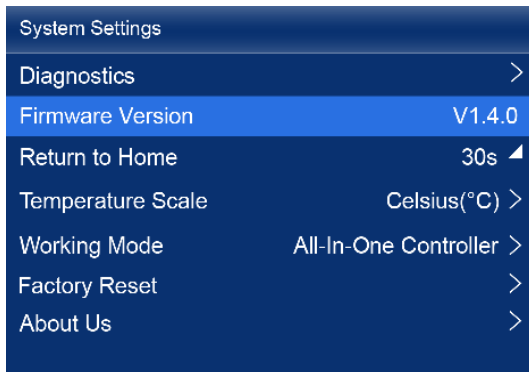 System Settings
Diagnostics >
Firmware Version V1.4.0
Return to Home 30s
Temperature Scale Celsius(°C) >
Working Mode All-In-One Controller >
Factory Reset >
About Us >